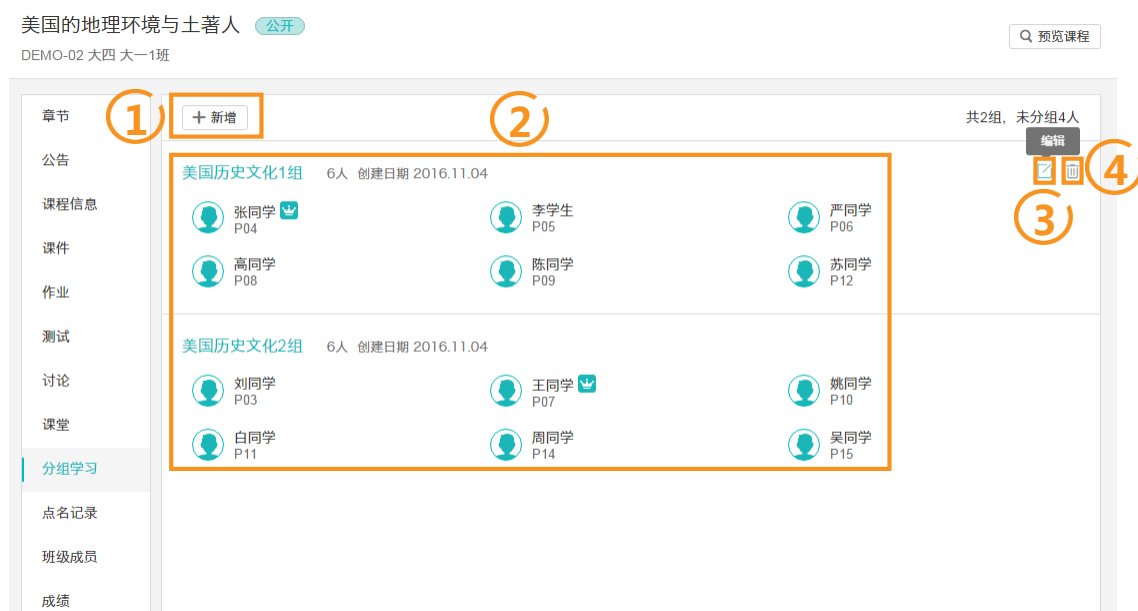 美国的地理环境与土著人 公开
DEMO-02 大四 大一1班
预览课程
章节
公告
课程信息
课件
作业
测试
讨论
课堂
分组学习
点名记录
班级成员
成绩
① + 新增 ②
共2组，未分组4人
编辑
③ ④
美国历史文化1组 6人 创建日期 2016.11.04
张同学 李学生 严同学
P04 P05 P06
高同学 陈同学 苏同学
P08 P09 P12
美国历史文化2组 6人 创建日期 2016.11.04
刘同学 王同学 姚同学
P03 P07 P10
白同学 周同学 吴同学
P11 P14 P15